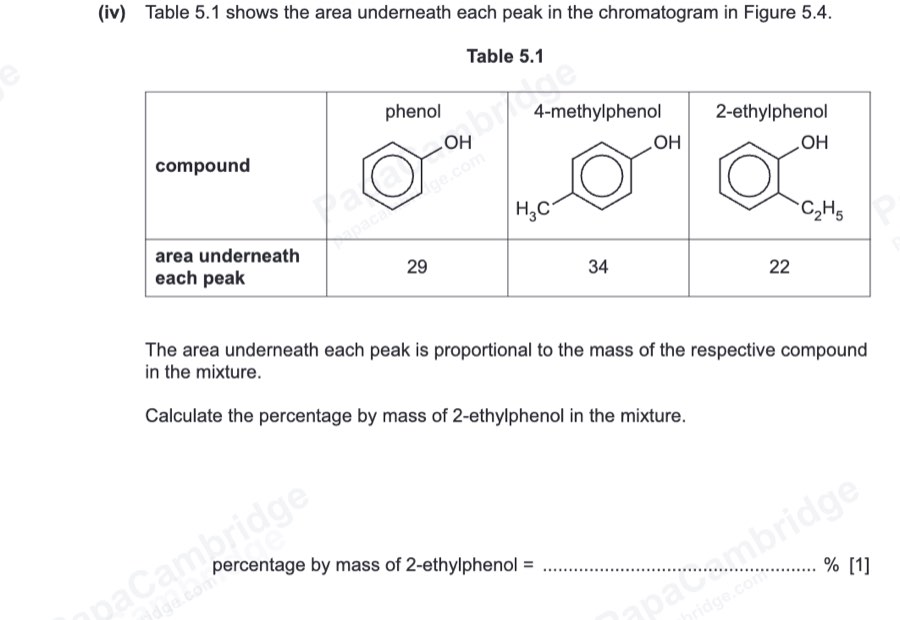 (iv) Table 5.1 shows the area underneath each peak in the chromatogram in Figure 5.4.
Table 5.1
compound
phenol
OH
4-methylphenol
OH
H₃C
2-ethylphenol
OH
C₂H₅
area underneath
each peak
29
34
22
The area underneath each peak is proportional to the mass of the respective compound
in the mixture.
Calculate the percentage by mass of 2-ethylphenol in the mixture.
percentage by mass of 2-ethylphenol = .................................................... % [1]